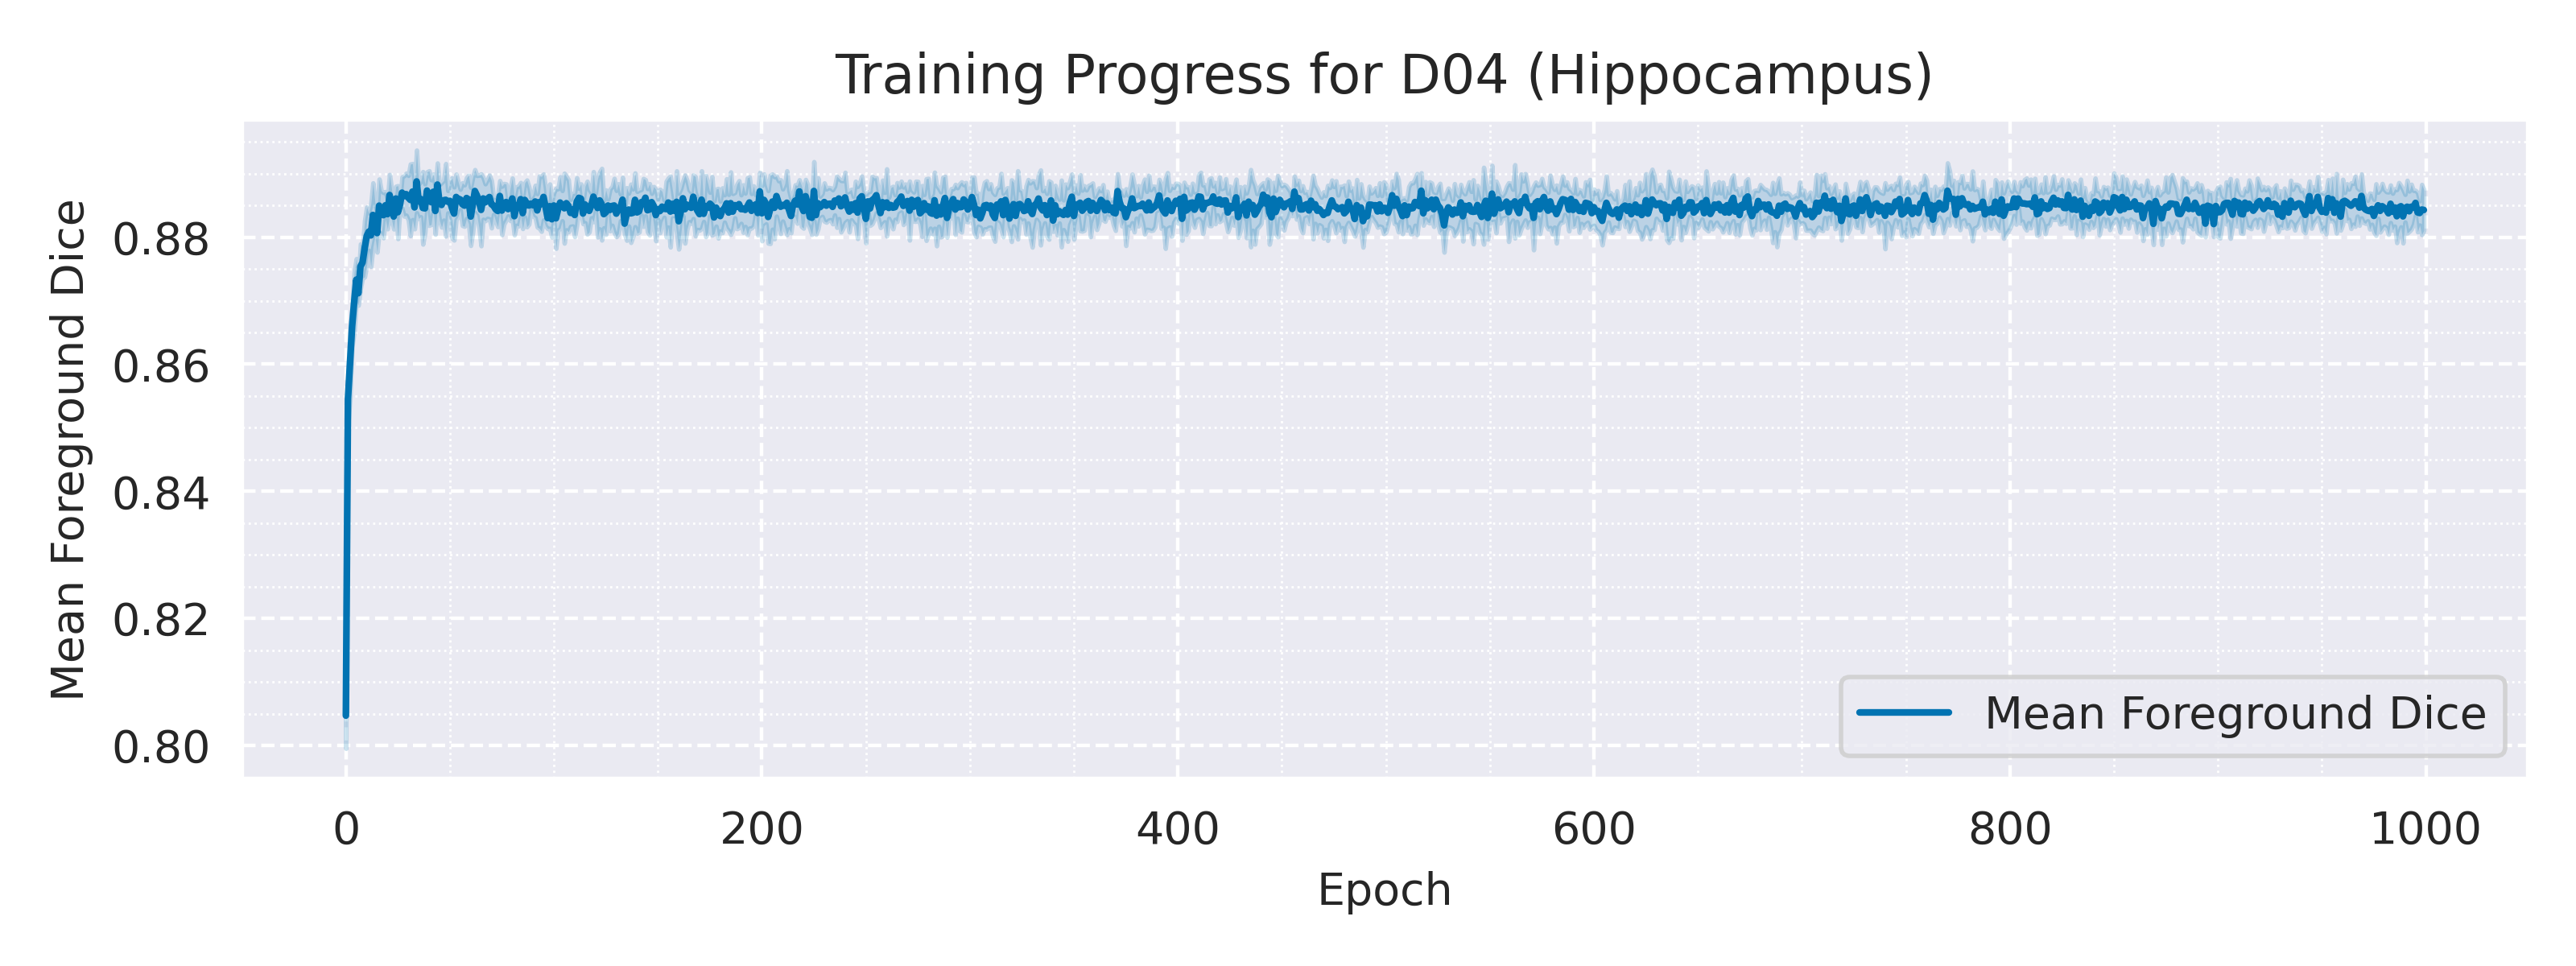 Training Progress for D04 (Hippocampus)
Mean Foreground Dice
0.88
0.86
0.84
0.82
0.80
Mean Foreground Dice
0 200 400 600 800 1000
Epoch